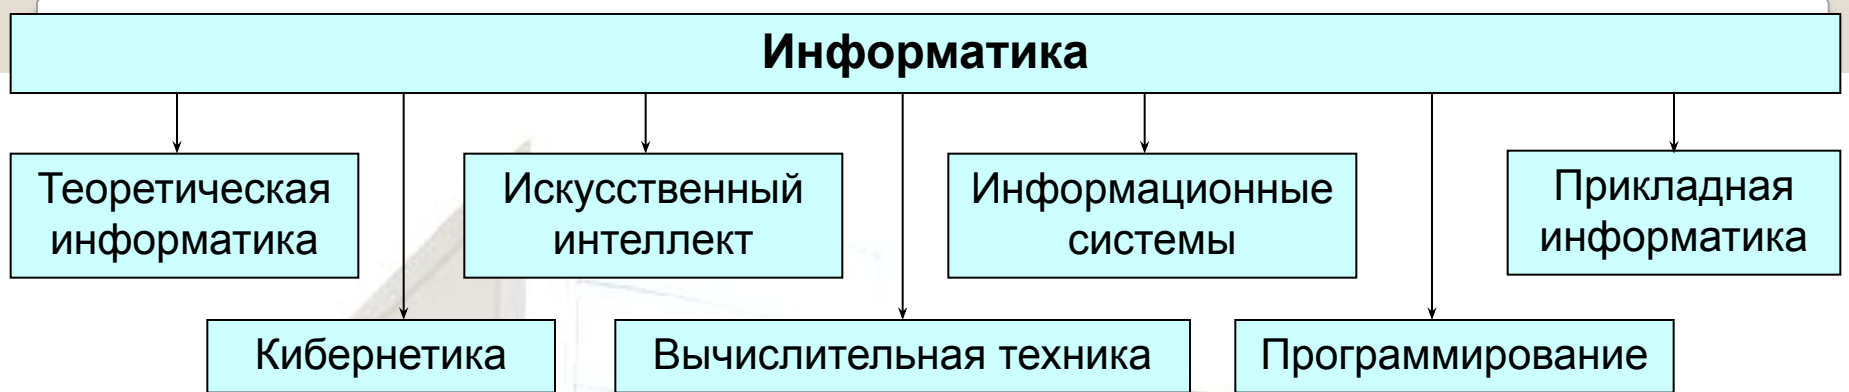 Информатика
Теоретическая
информатика
Искусственный
интеллект
Информационные
системы
Прикладная
информатика
Кибернетика
Вычислительная техника
Программирование